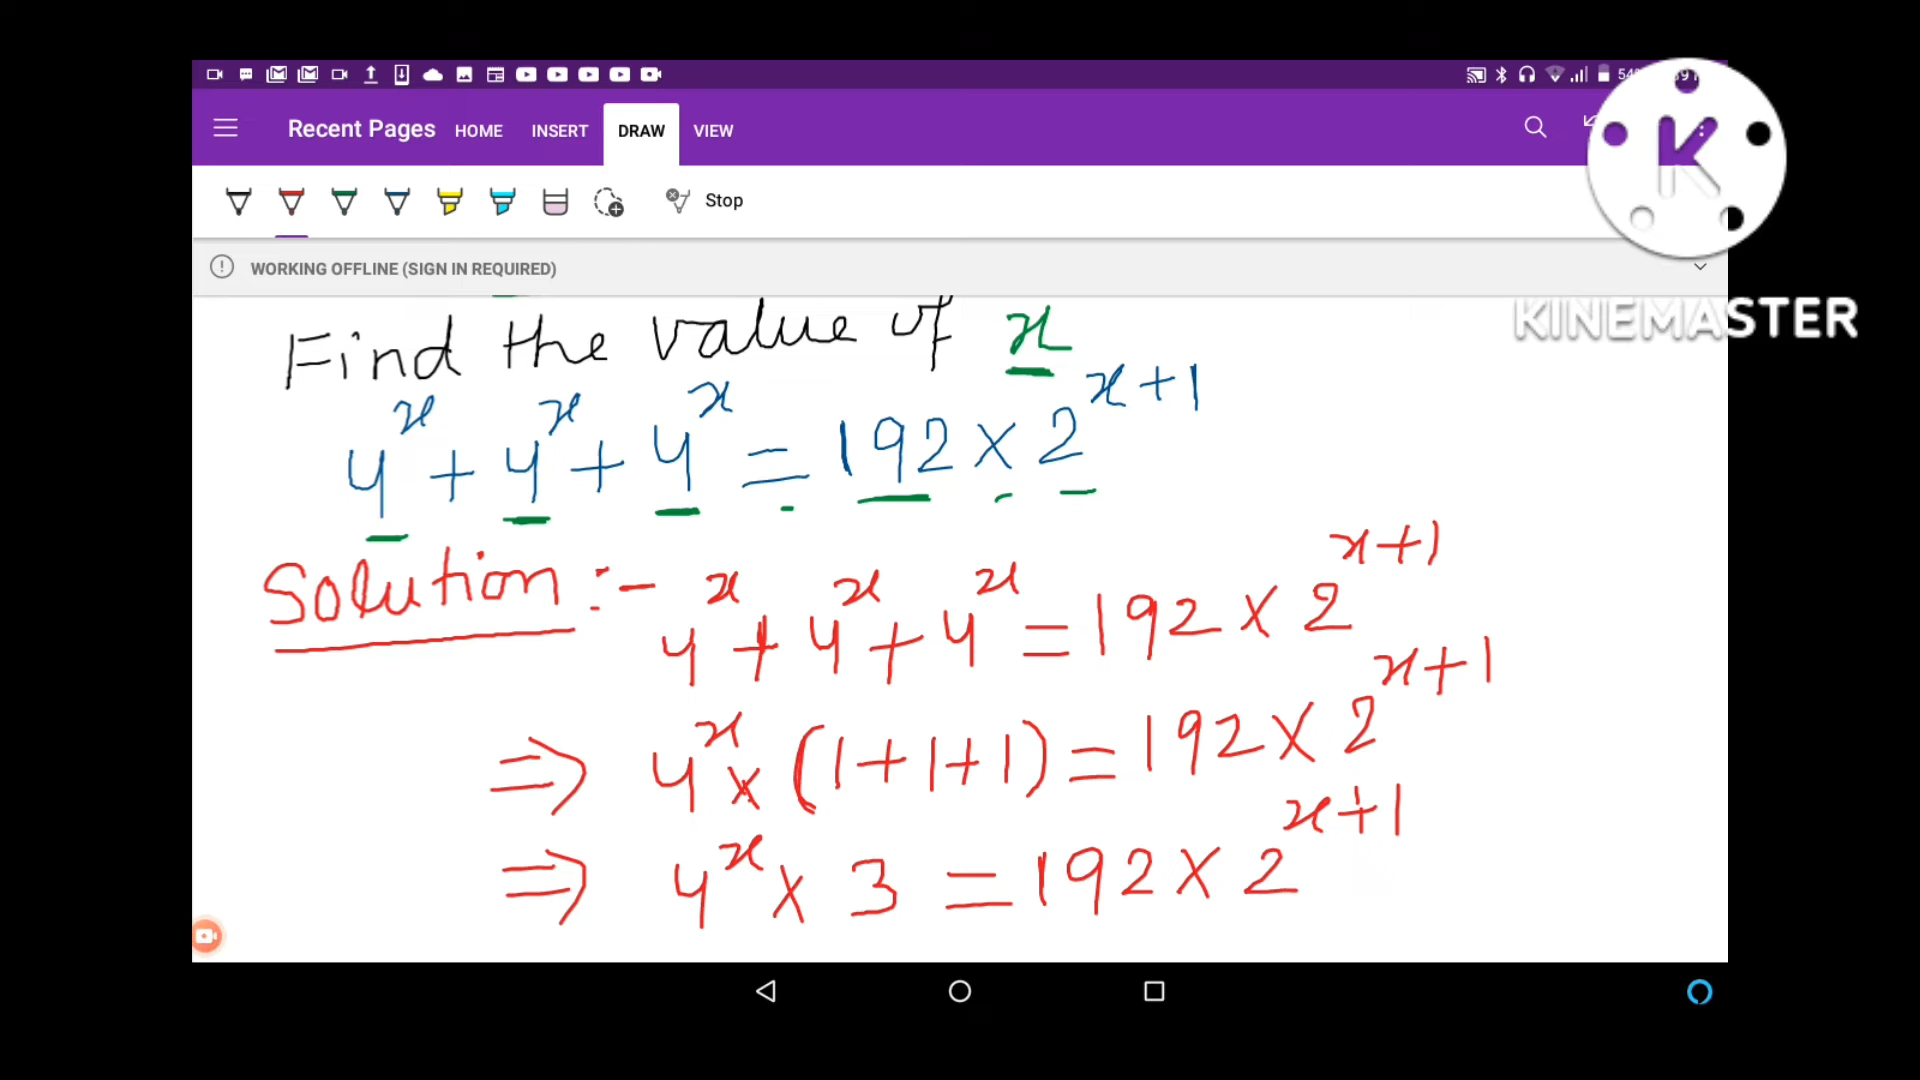 54%
Recent Pages HOME INSERT DRAW VIEW
K
Stop
WORKING OFFLINE (SIGN IN REQUIRED)
KINEMASTER
Find the value of x
4^x + 4^x + 4^x = 192 × 2^x+1
Solution :- 4^x + 4^x + 4^x = 192 × 2^x+1
⇒ 4^x × (1+1+1) = 192 × 2^x+1
⇒ 4^x × 3 = 192 × 2^x+1